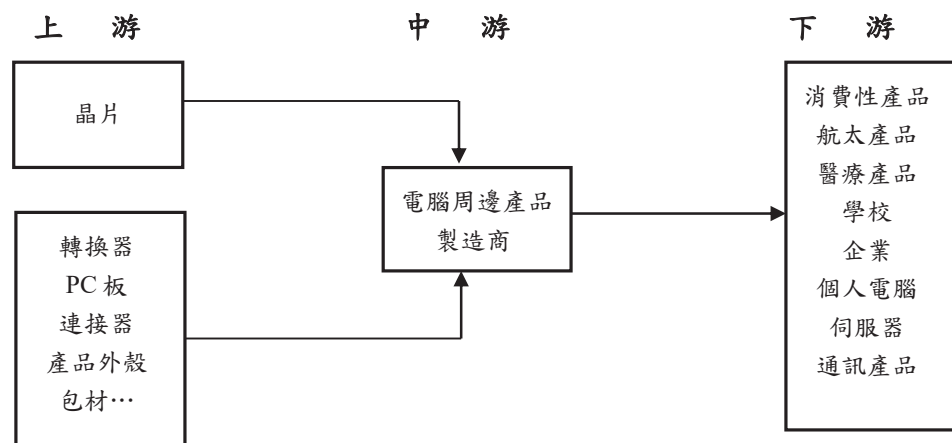 上 游
中 游
下 游
晶片
轉換器
PC 板
連接器
產品外殼
包材…
電腦周邊產品
製造商
消費性產品
航太產品
醫療產品
學校
企業
個人電腦
伺服器
通訊產品